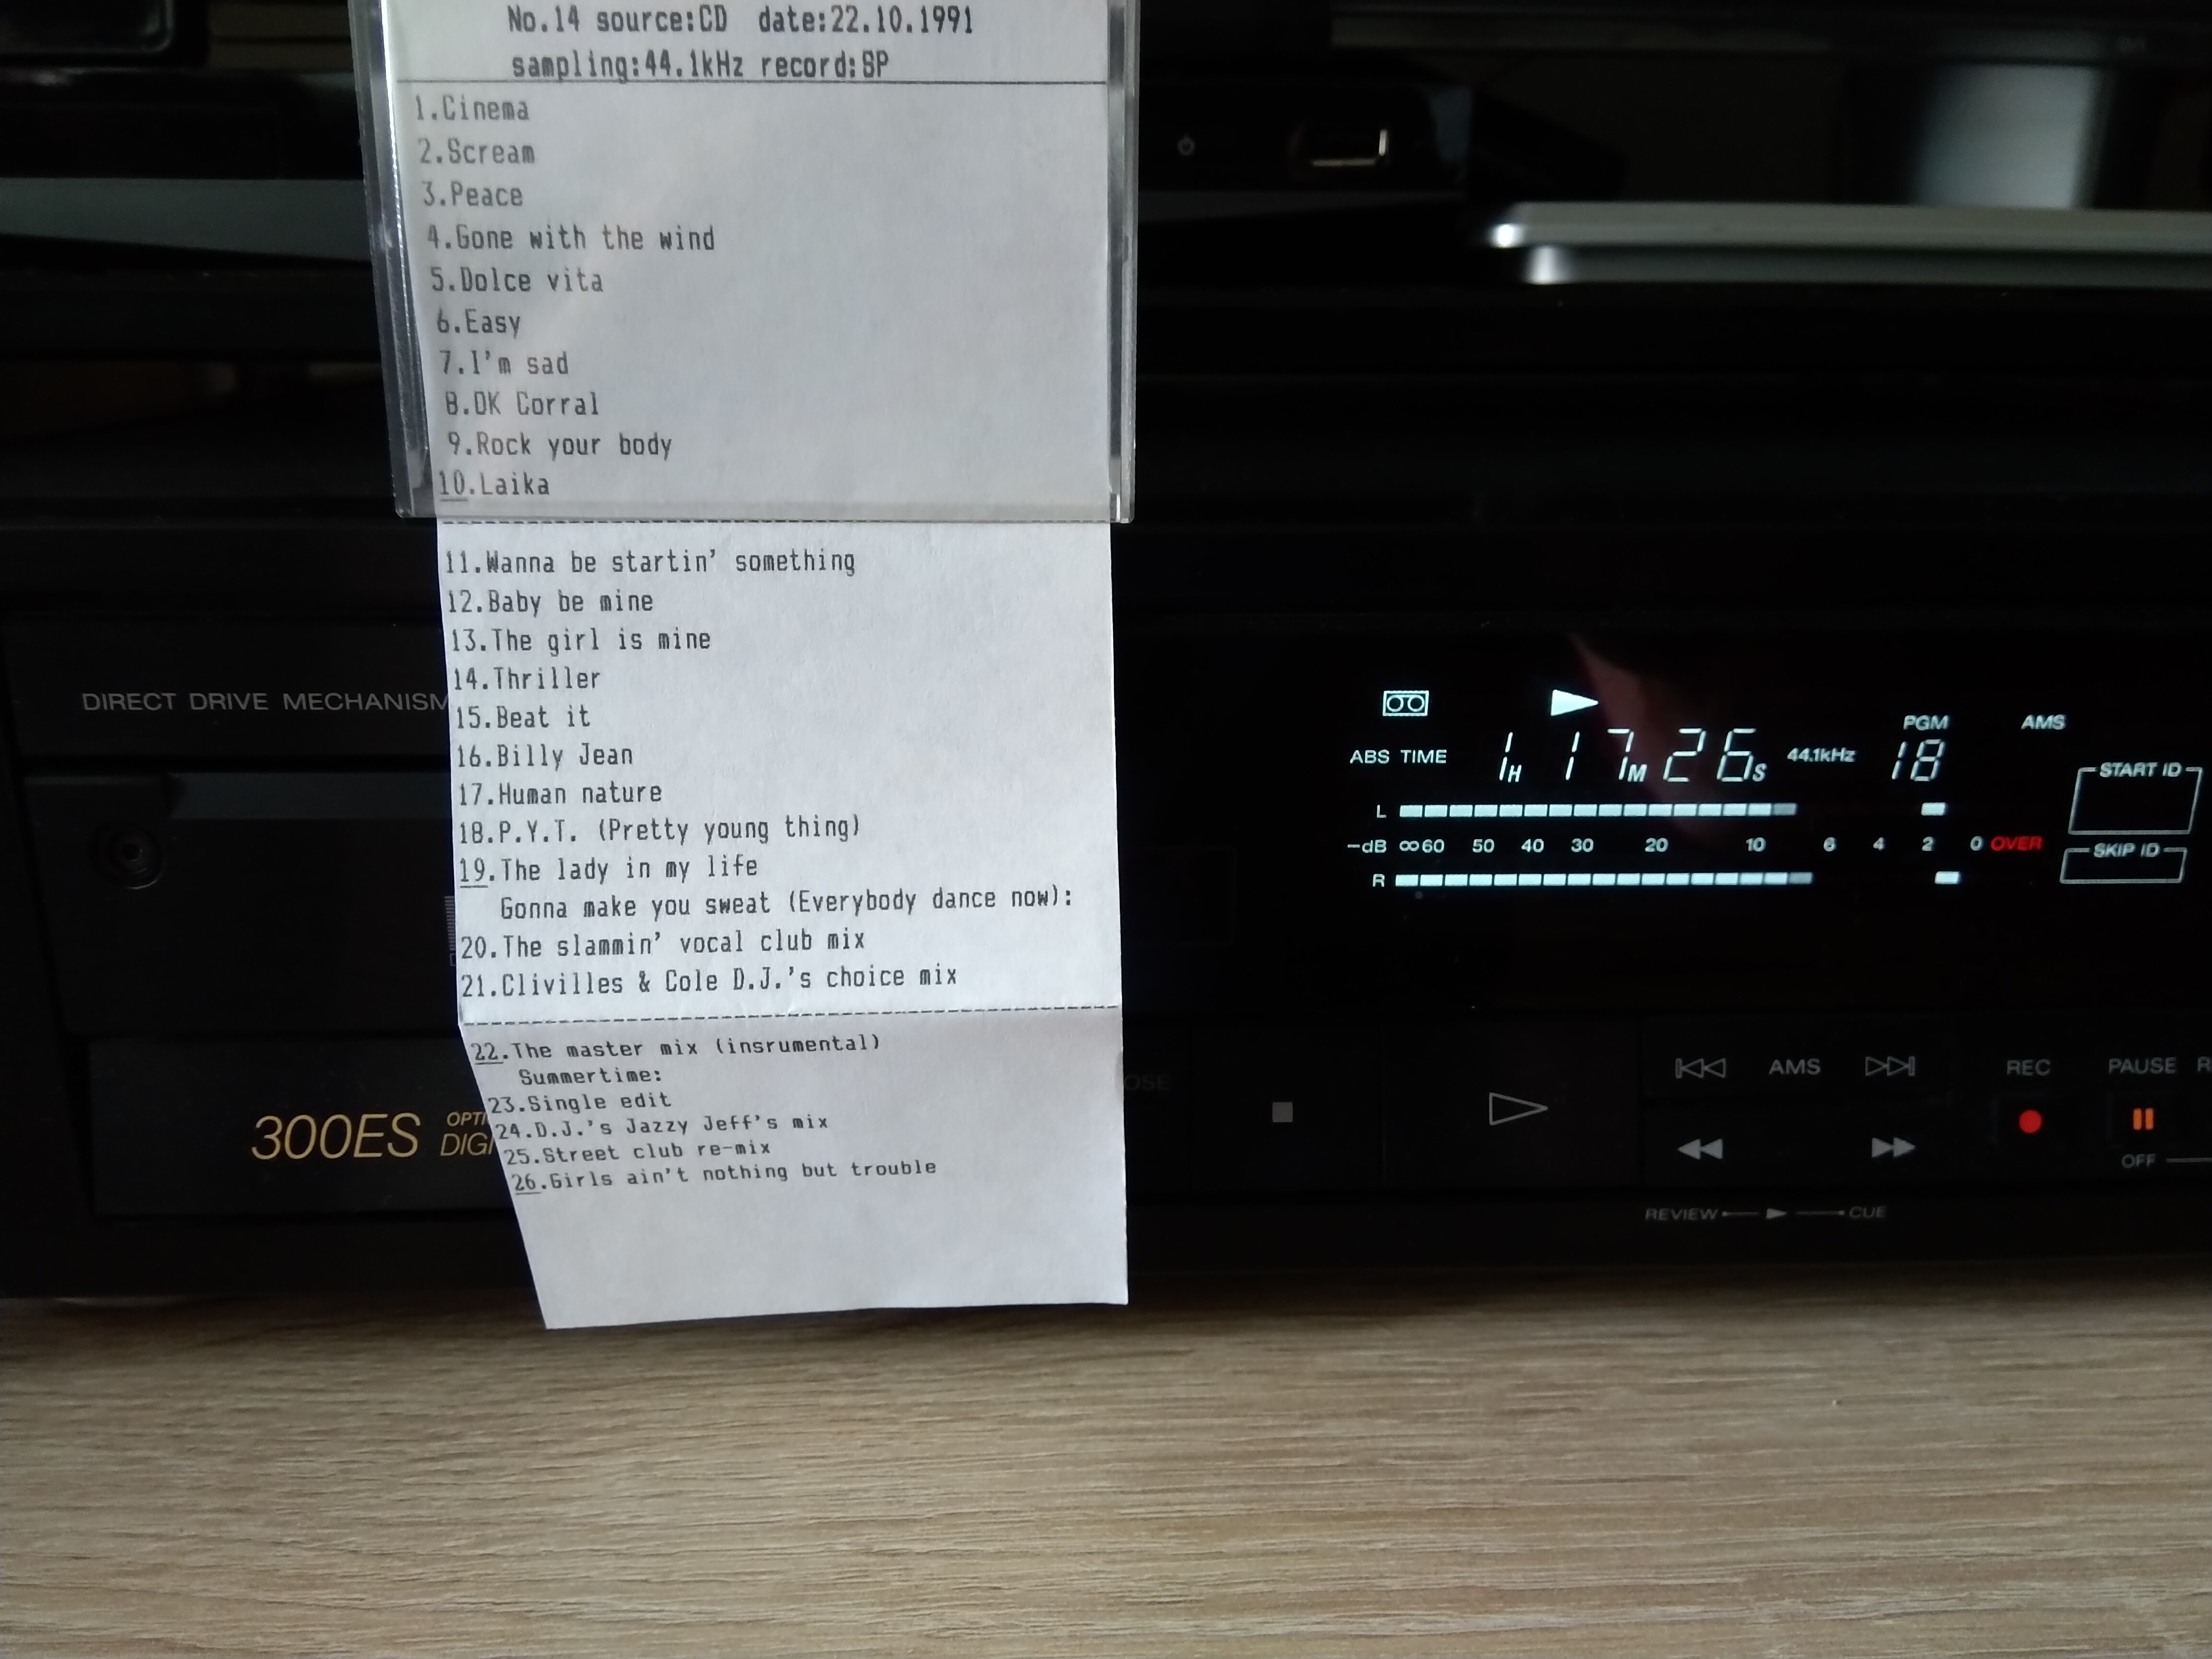 No.14 source:CD date:22.10.1991
sampling:44.1kHz record:SP
1.Cinema
2.Scream
3.Peace
4.Gone with the wind
5.Dolce vita
6.Easy
7.I'm sad
8.OK Corral
9.Rock your body
10.Laika
11.Wanna be startin' something
12.Baby be mine
13.The girl is mine
14.Thriller
15.Beat it
16.Billy Jean
17.Human nature
18.P.Y.T. (Pretty young thing)
19.The lady in my life
Gonna make you sweat (Everybody dance now):
20.The slammin' vocal club mix
21.Clivilles & Cole D.J.'s choice mix
22.The master mix (insrumental)
Summertime:
23.Single edit
24.D.J.'s Jazzy Jeff's mix
25.Street club re-mix
26.Girls ain't nothing but trouble
DIRECT DRIVE MECHANISM
300ES
PGM AMS
ABS TIME 1H 17M 26S 44.1kHz 18
START ID
L
-dB ∞ 60 50 40 30 20 10 6 4 2 0 OVER
SKIP ID
R
AMS REC PAUSE
OFF
REVIEW CUE